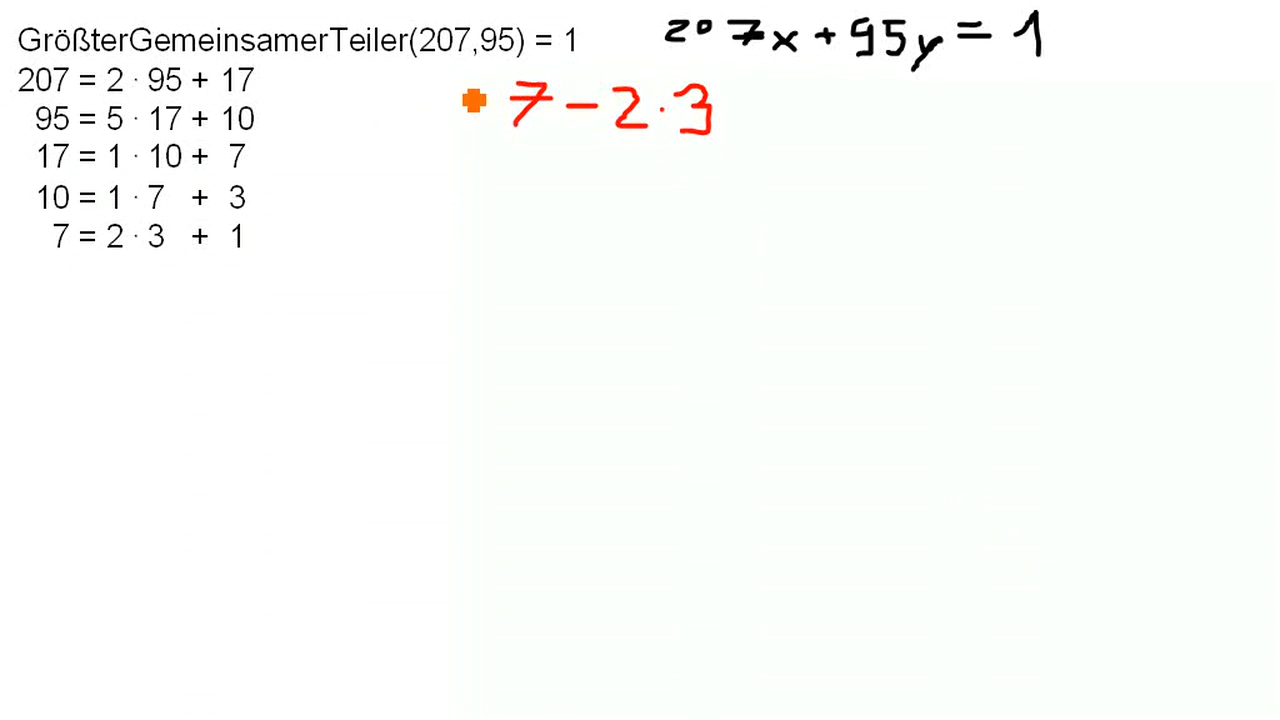 GrößterGemeinsamerTeiler(207,95) = 1
207x + 95y = 1
207 = 2 · 95 + 17
7 - 2 · 3
95 = 5 · 17 + 10
17 = 1 · 10 + 7
10 = 1 · 7 + 3
7 = 2 · 3 + 1